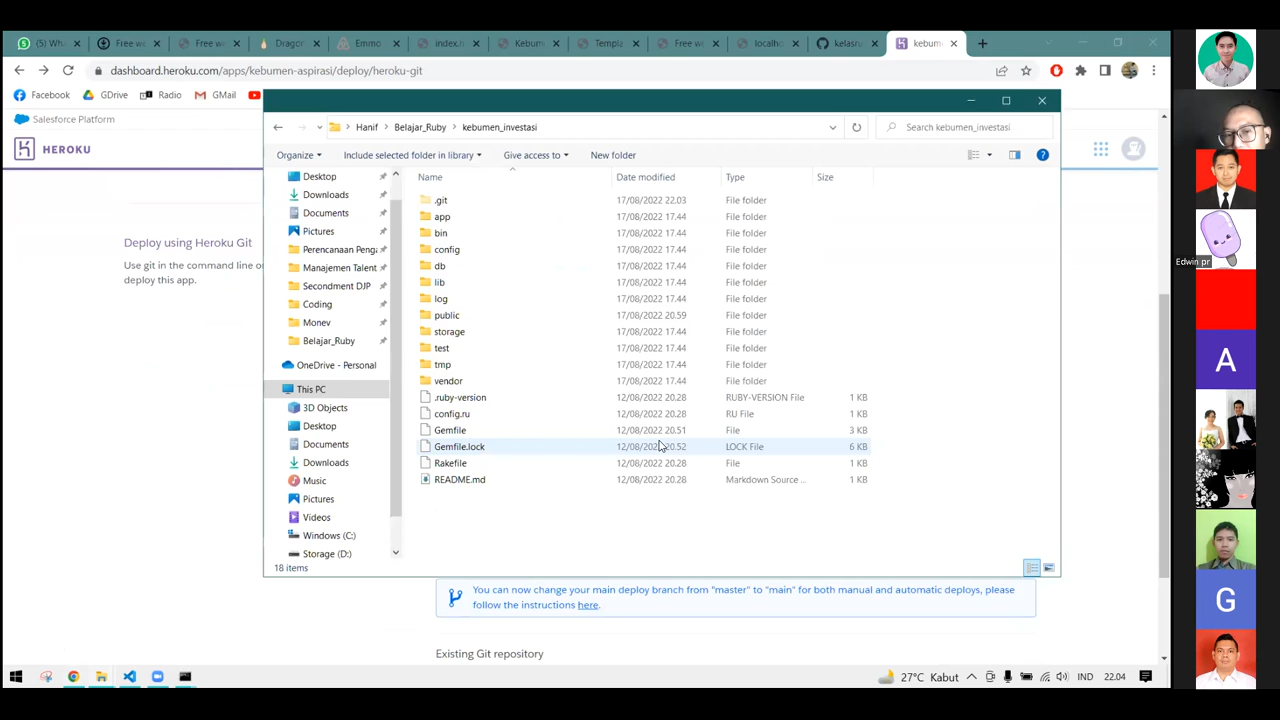 (5) Wh
Free we
Free we
Dragor
Emmo
index.h
Kebum
Templa
Free we
localho
kelasru
kebum
dashboard.heroku.com/apps/kebumen-aspirasi/deploy/heroku-git
Facebook
GDrive
Radio
GMail
Salesforce Platform
HEROKU
Hanif
Belajar_Ruby
kebumen_investasi
Search kebumen_investasi
Organize
Include selected folder in library
Give access to
New folder
Name
Date modified
Type
Size
Desktop
Downloads
Documents
Pictures
Perencanaan Penga
Manajemen Talent
Secondment DJP
Coding
Monev
Belajar_Ruby
OneDrive - Personal
This PC
3D Objects
Desktop
Documents
Downloads
Music
Pictures
Videos
Windows (C:)
Storage (D:)
.git 17/08/2022 22.03 File folder
app 17/08/2022 17.44 File folder
bin 17/08/2022 17.44 File folder
config 17/08/2022 17.44 File folder
db 17/08/2022 17.44 File folder
lib 17/08/2022 17.44 File folder
log 17/08/2022 17.44 File folder
public 17/08/2022 20.59 File folder
storage 17/08/2022 17.44 File folder
test 17/08/2022 17.44 File folder
tmp 17/08/2022 17.44 File folder
vendor 17/08/2022 17.44 File folder
.ruby-version 12/08/2022 20.28 RUBY-VERSION File 1 KB
config.ru 12/08/2022 20.28 RU File 1 KB
Gemfile 12/08/2022 20.51 File 3 KB
Gemfile.lock 12/08/2022 20.52 LOCK File 6 KB
Rakefile 12/08/2022 20.28 File 1 KB
README.md 12/08/2022 20.28 Markdown Source ... 1 KB
18 items
Deploy using Heroku Git
Use git in the command line or
deploy this app.
You can now change your main deploy branch from "master" to "main" for both manual and automatic deploys, please
follow the instructions here.
Existing Git repository
27°C Kabut
IND
22.04
Edwin pr
A
G